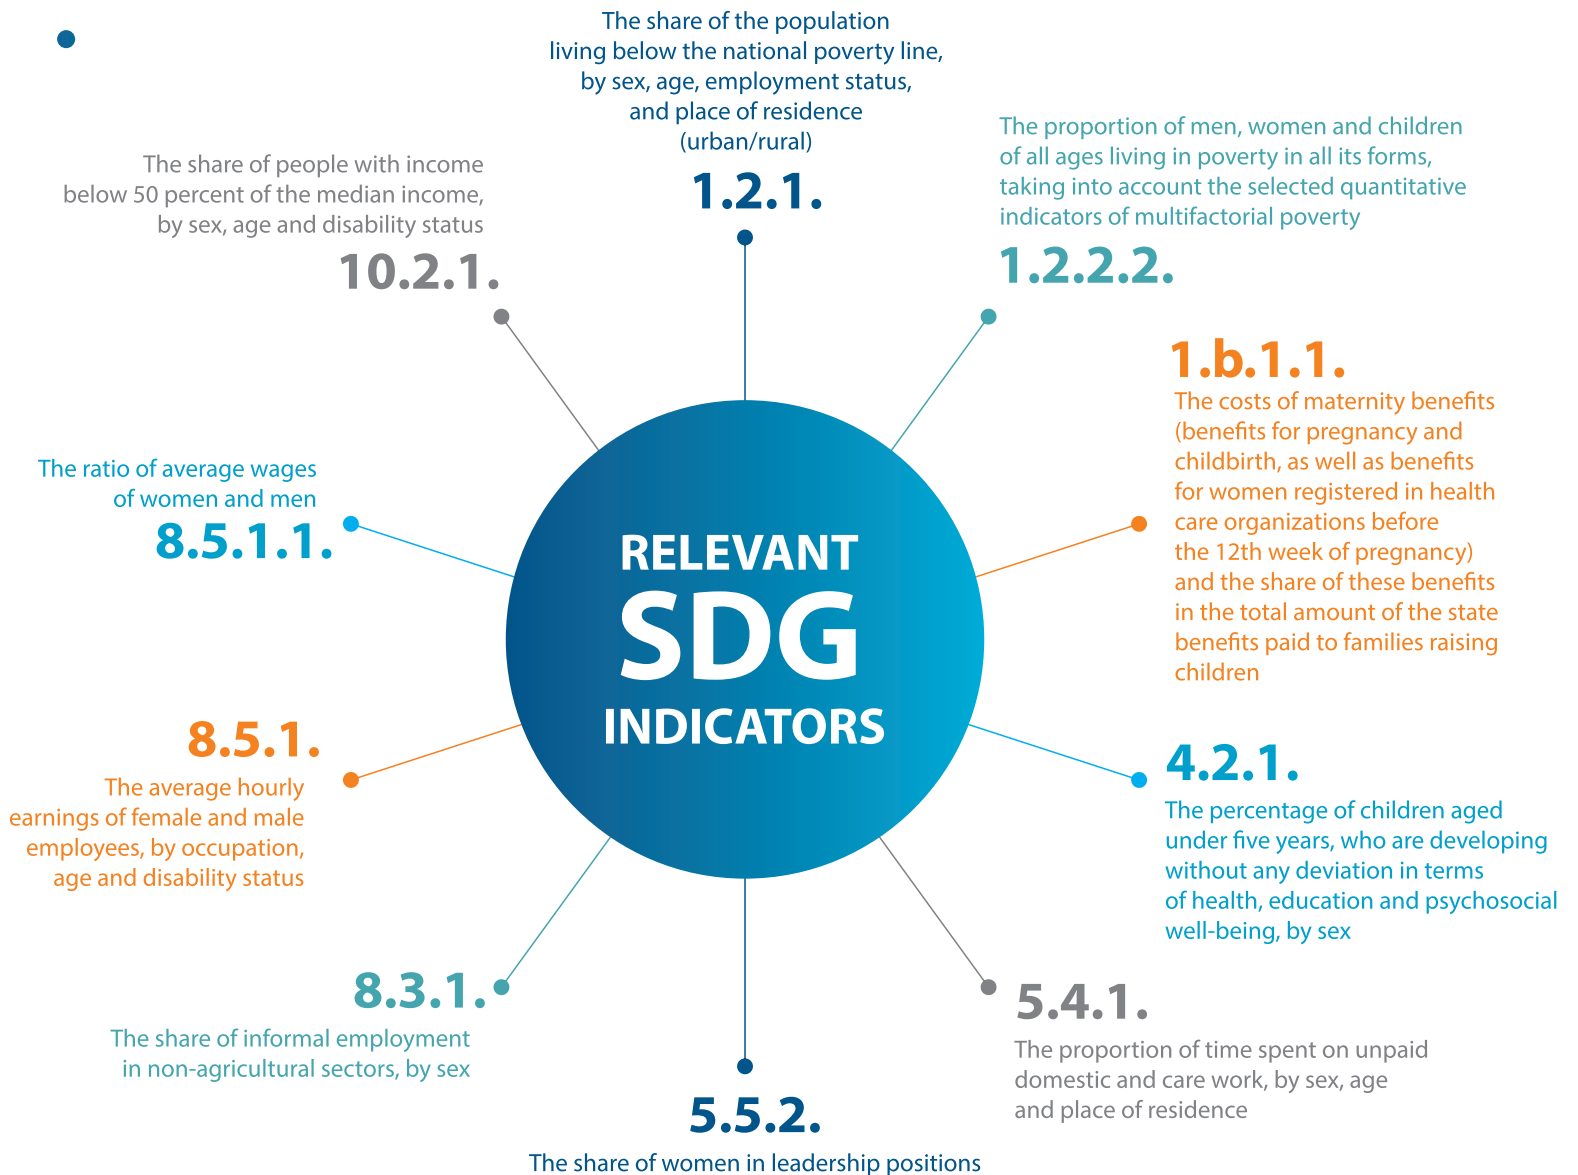 The share of the population
living below the national poverty line,
by sex, age, employment status,
and place of residence
(urban/rural)
1.2.1.
The proportion of men, women and children
of all ages living in poverty in all its forms,
taking into account the selected quantitative
indicators of multifactorial poverty
1.2.2.2.
1.b.1.1.
The costs of maternity benefits
(benefits for pregnancy and
childbirth, as well as benefits
for women registered in health
care organizations before
the 12th week of pregnancy)
and the share of these benefits
in the total amount of the state
benefits paid to families raising
children
4.2.1.
The percentage of children aged
under five years, who are developing
without any deviation in terms
of health, education and psychosocial
well-being, by sex
5.4.1.
The proportion of time spent on unpaid
domestic and care work, by sex, age
and place of residence
5.5.2.
The share of women in leadership positions
8.3.1.
The share of informal employment
in non-agricultural sectors, by sex
8.5.1.
The average hourly
earnings of female and male
employees, by occupation,
age and disability status
The ratio of average wages
of women and men
8.5.1.1.
The share of people with income
below 50 percent of the median income,
by sex, age and disability status
10.2.1.
RELEVANT
SDG
INDICATORS